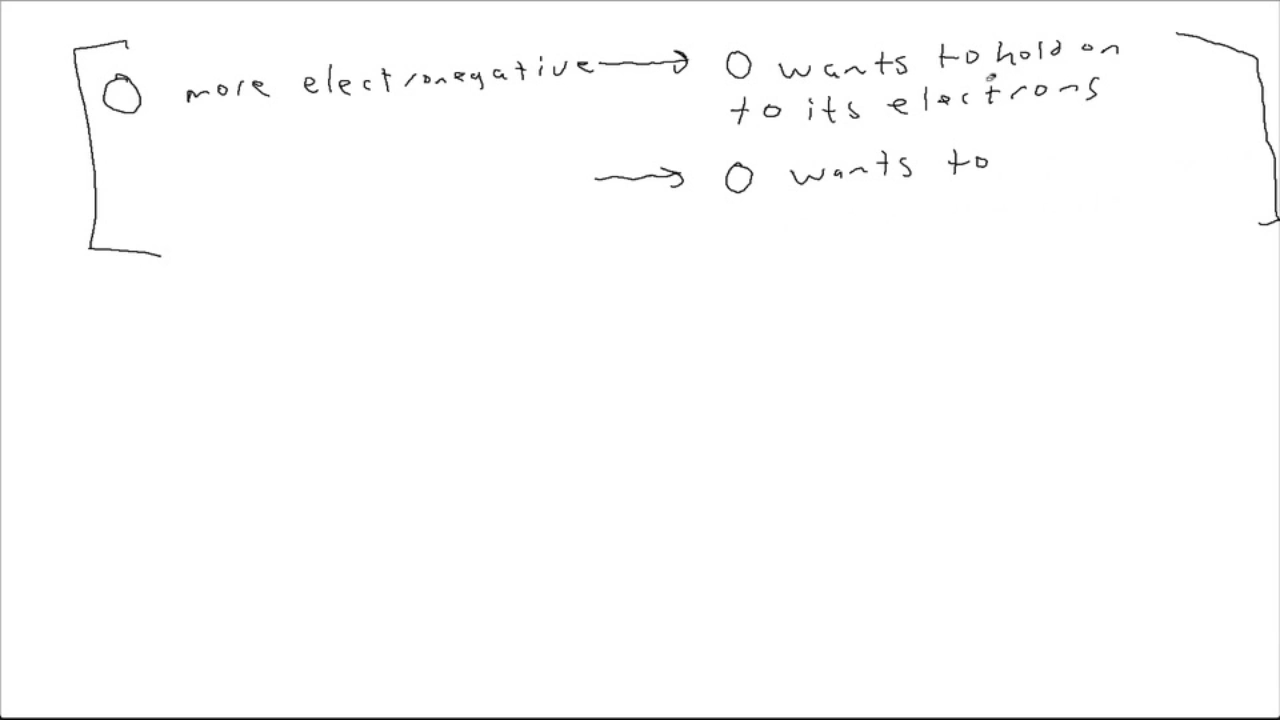 O more electronegative → O wants to hold on
to its electrons
→ O wants to